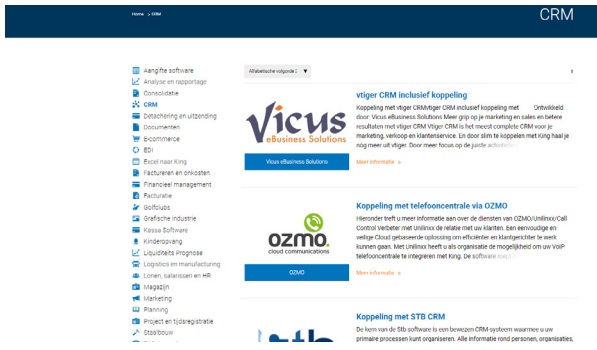 Home > CRM
CRM
Aangifte software
Analyse en rapportage
Consolidatie
CRM
Detachering en uitzending
Documenten
E-commerce
EDI
Excel naar King
Factureren en onkosten
Financieel management
Facturatie
Golfclubs
Grafische industrie
Kassa Software
Kinderopvang
Liquiditeits Prognose
Logistics en manufacturing
Lonen, salarissen en HR
Magazijn
Marketing
Planning
Project en tijdsregistratie
Staalbouw
Alfabetische volgorde
Vicus
eBusiness Solutions
Vicus eBusiness Solutions
vtiger CRM inclusief koppeling
Koppeling met vtiger CRMvtiger CRM inclusief koppeling met Ontwikkeld
door: Vicus eBusiness Solutions Meer grip op je marketing en sales en betere
resultaten met vtiger CRM Vtiger CRM is het meest complete CRM voor je
marketing, verkoop en klantenservice. En door slim te koppelen met King haal je
nóg meer uit vtiger. Door meer focus op de juiste
Meer informatie »
ozmo.
cloud communications
OZMO
Koppeling met telefooncentrale via OZMO
Hieronder treft u meer informatie aan over de diensten van OZMO/Unilinxx/Call
Control Verbeter met Unlinxx de relatie met uw klanten. Een eenvoudig en
veilige Cloud gebaseerde oplossing om efficiënter en klantgerichter te werk
kunnen gaan. Met Unilinxx heeft u als organisatie de mogelijkheid om uw VoIP
telefooncentrale te integreren met King. De software
Meer informatie »
stb
Koppeling met STB CRM
De kern van de Stb software is een bewezen CRM-systeem waarmee u uw
primaire processen kunt organiseren. Alle informatie rond personen, organisaties,